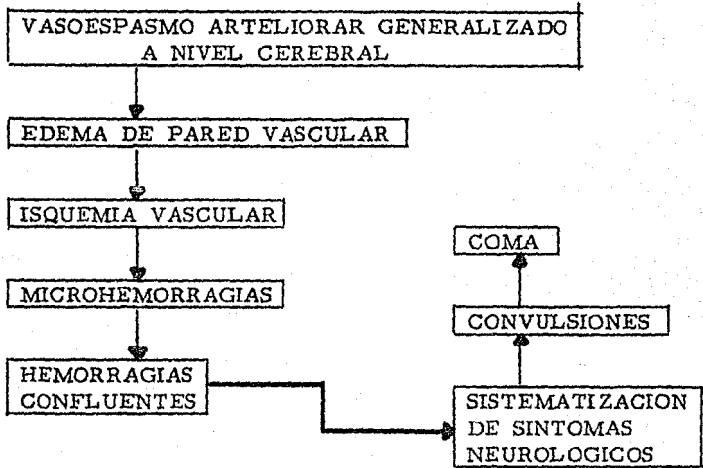 VASOESPASMO ARTELIORAR GENERALIZADO
A NIVEL CEREBRAL
EDEMA DE PARED VASCULAR
ISQUEMIA VASCULAR
MICROHEMORRAGIAS
HEMORRAGIAS
CONFLUENTES
SISTEMATIZACION
DE SINTOMAS
NEUROLOGICOS
CONVULSIONES
COMA